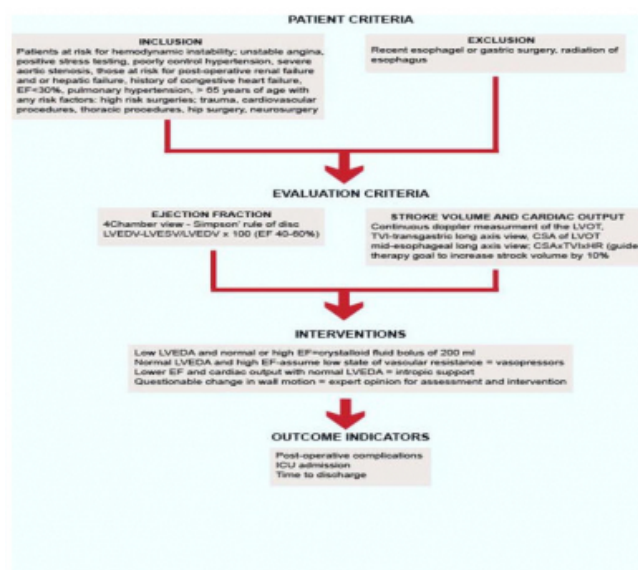 PATIENT CRITERIA
INCLUSION
Patients at risk for hemodynamic instability; unstable angina,
positive stress testing, poorly control hypertension, severe
aortic stenosis, those at risk for post-operative renal failure
and or hepatic failure, history of congestive heart failure,
EF<30%, pulmonary hypertension, > 65 years of age with
any risk factors: high risk surgeries; trauma, cardiovascular
procedures, thoracic procedures, hip surgery, neurosurgery
EXCLUSION
Recent esophagel or gastric surgery, radiation of
esophagus
EVALUATION CRITERIA
EJECTION FRACTION
4Chamber view - Simpson' rule of disc
LVEDV-LVESV/LVEDV x 100 (EF 40-60%)
STROKE VOLUME AND CARDIAC OUTPUT
Continuous doppler measurment of the LVOT,
TVI-transgastric long axis view, CSA of LVOT
mid-esophageal long axis view; CSAxTVIxHR (guide
therapy goal to increase strock volume by 10%
INTERVENTIONS
Low LVEDA and normal or high EF=crystalloid fluid bolus of 200 ml
Normal LVEDA and high EF-assume low state of vascular resistance = vasopressors
Lower EF and cardiac output with normal LVEDA = intropic support
Questionable change in wall motion = expert opinion for assessment and intervention
OUTCOME INDICATORS
Post-operative complications
ICU admission
Time to discharge